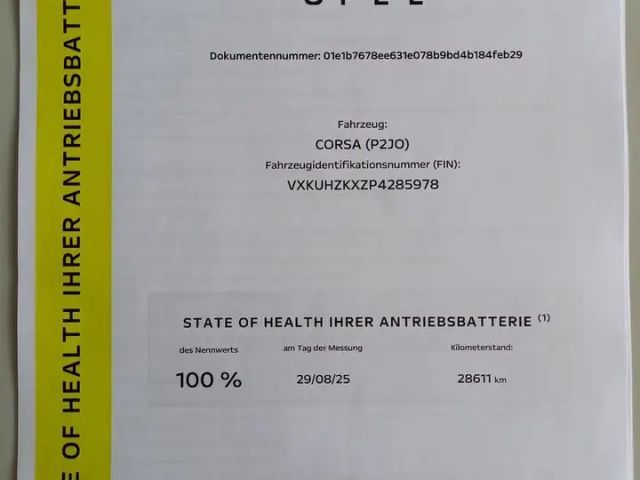 Dokumentennummer: 01e1b7678ee631e078b9bd4b184feb29
Fahrzeug:
CORSA (P2JO)
Fahrzeugidentifikationsnummer (FIN):
VXKUHZKXZP4285978
STATE OF HEALTH IHRER ANTRIEBSBATTERIE (1)
des Nennwerts
am Tag der Messung
Kilometerstand:
100 %
29/08/25
28611 km
OF HEALTH IHRER ANTRIEBSBATT